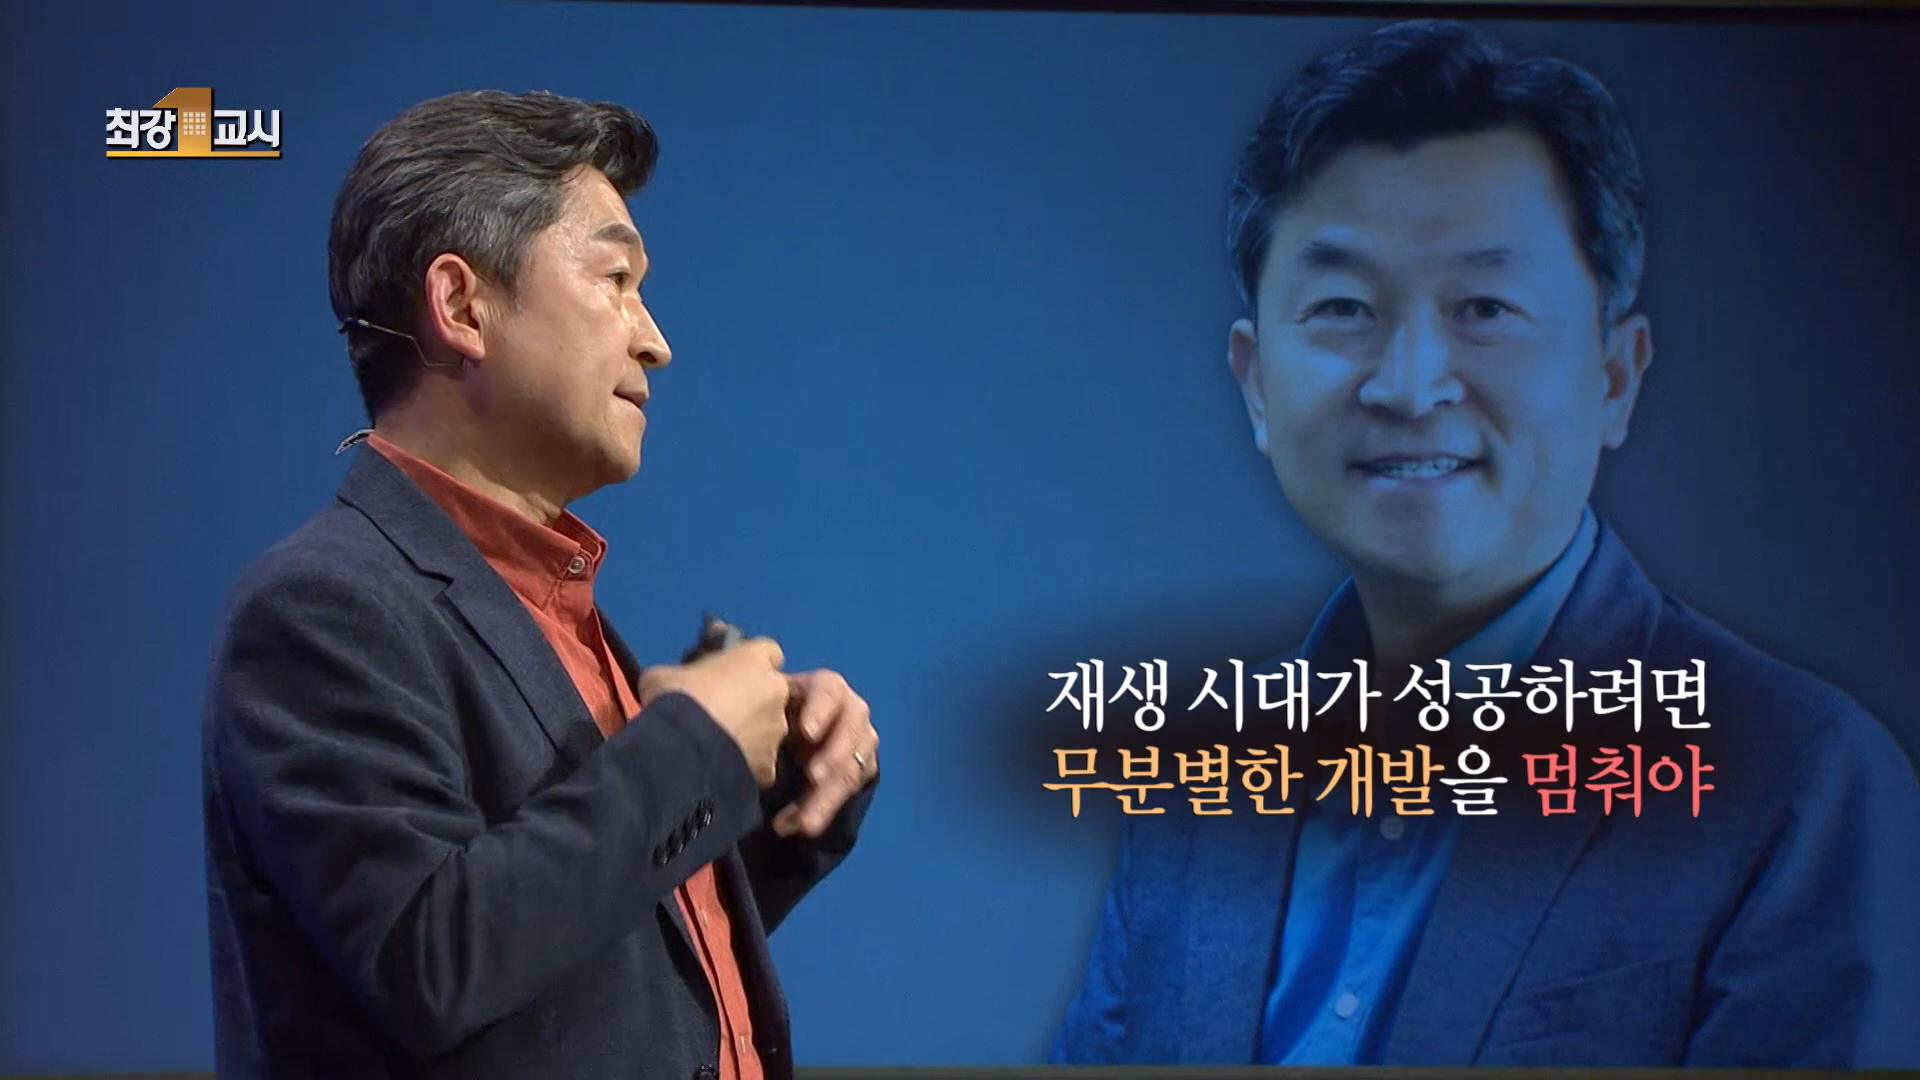 최강1교시
재생 시대가 성공하려면
무분별한 개발을 멈춰야